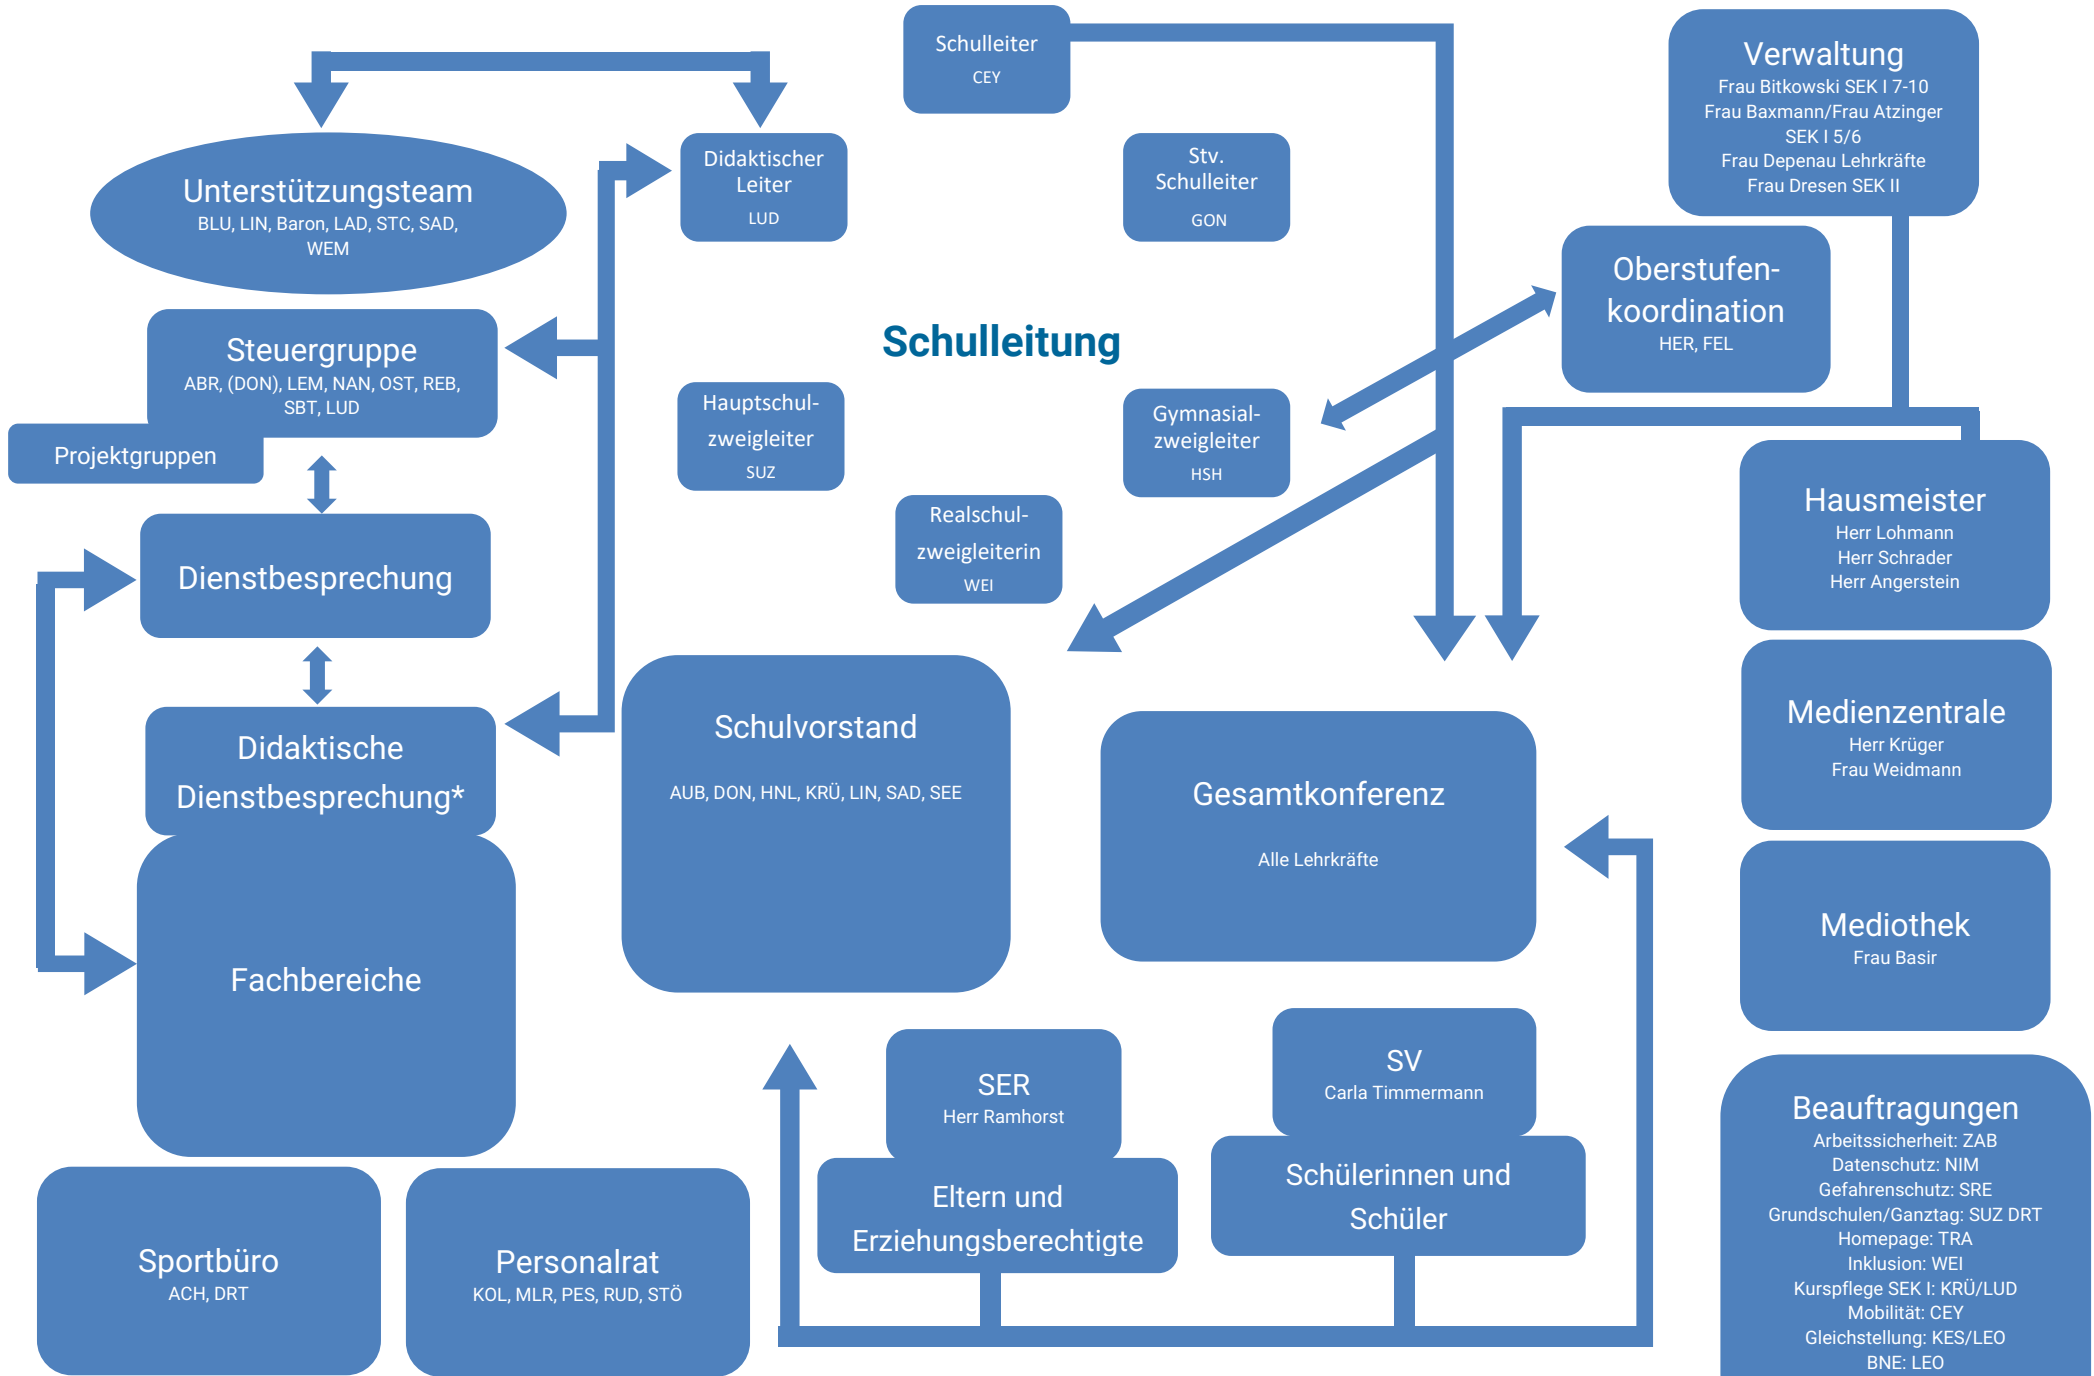 Schulleiter
CEY
Verwaltung
Frau Bitkowski SEK I 7-10
Frau Baxmann/Frau Atzinger
SEK I 5/6
Frau Depenau Lehrkräfte
Frau Dresen SEK II
Unterstützungsteam
BLU, LIN, Baron, LAD, STC, SAD,
WEM
Didaktischer
Leiter
LUD
Stv.
Schulleiter
GON
Oberstufen-
koordination
HER, FEL
Steuergruppe
ABR, (DON), LEM, NAN, OST, REB,
SBT, LUD
Projektgruppen
Schulleitung
Hauptschul-
zweigleiter
SUZ
Gymnasial-
zweigleiter
HSH
Realschul-
zweigleiterin
WEI
Hausmeister
Herr Lohmann
Herr Schrader
Herr Angerstein
Dienstbesprechung
Didaktische
Dienstbesprechung*
Schulvorstand
AUB, DON, HNL, KRÜ, LIN, SAD, SEE
Gesamtkonferenz
Alle Lehrkräfte
Medienzentrale
Herr Krüger
Frau Weidmann
Fachbereiche
Mediothek
Frau Basir
SER
Herr Ramhorst
SV
Carla Timmermann
Eltern und
Erziehungsberechtigte
Schülerinnen und
Schüler
Sportbüro
ACH, DRT
Personalrat
KOL, MLR, PES, RUD, STÖ
Beauftragungen
Arbeitssicherheit: ZAB
Datenschutz: NIM
Gefahrenschutz: SRE
Grundschulen/Ganztag: SUZ DRT
Homepage: TRA
Inklusion: WEI
Kurspflege SEK I: KRÜ/LUD
Mobilität: CEY
Gleichstellung: KES/LEO
BNE: LEO